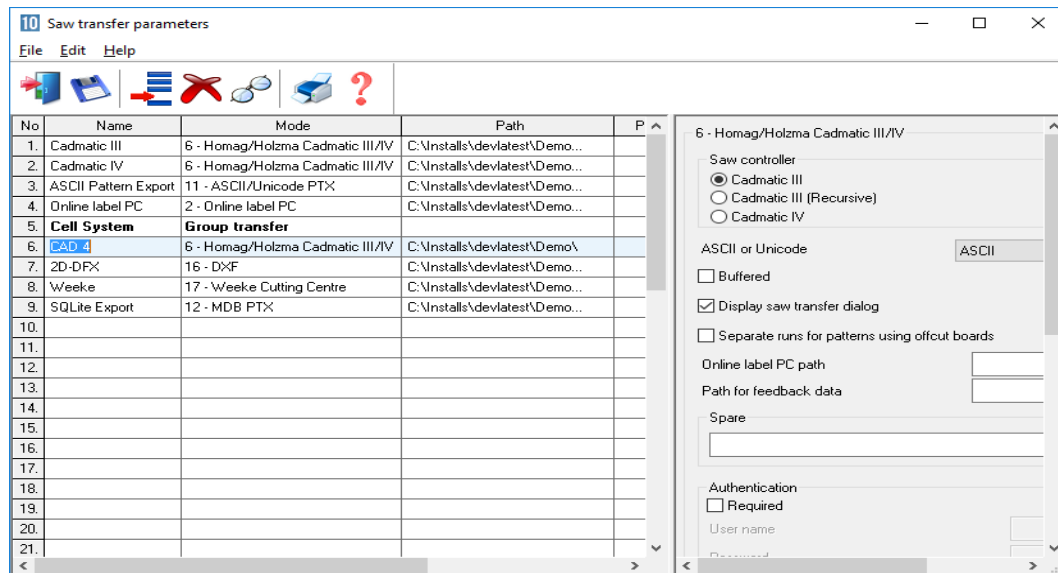 10 Saw transfer parameters
File Edit Help
No Name Mode Path P
1. Cadmatic III 6 - Homag/Holzma Cadmatic III/IV C:\Installs\devlatest\Demo...
2. Cadmatic IV 6 - Homag/Holzma Cadmatic III/IV C:\Installs\devlatest\Demo...
3. ASCII Pattern Export 11 - ASCII/Unicode PTX C:\Installs\devlatest\Demo...
4. Online label PC 2 - Online label PC C:\Installs\devlatest\Demo...
5. Cell System Group transfer
6. CAD 4 6 - Homag/Holzma Cadmatic III/IV C:\Installs\devlatest\Demo\
7. 2D-DFX 16 - DXF C:\Installs\devlatest\Demo...
8. Weeke 17 - Weeke Cutting Centre C:\Installs\devlatest\Demo...
9. SQLite Export 12 - MDB PTX C:\Installs\devlatest\Demo...
10.
11.
12.
13.
14.
15.
16.
17.
18.
19.
20.
21.
6 - Homag/Holzma Cadmatic III/IV
Saw controller
Cadmatic III
Cadmatic III (Recursive)
Cadmatic IV
ASCII or Unicode ASCII
Buffered
Display saw transfer dialog
Separate runs for patterns using offcut boards
Online label PC path
Path for feedback data
Spare
Authentication
Required
User name